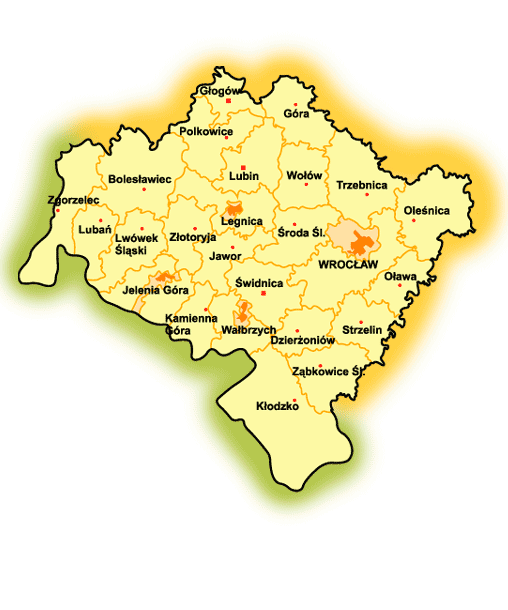 Głogów
Góra
Polkowice
Lubin
Wołów
Bolesławiec
Trzebnica
Zgorzelec
Oleśnica
Lubań
Lwówek
Śląski
Złotoryja
Legnica
Środa Śl.
Jawor
WROCŁAW
Oława
Jelenia Góra
Świdnica
Kamienna
Góra
Wałbrzych
Strzelin
Dzierżoniów
Ząbkowice Śl.
Kłodzko